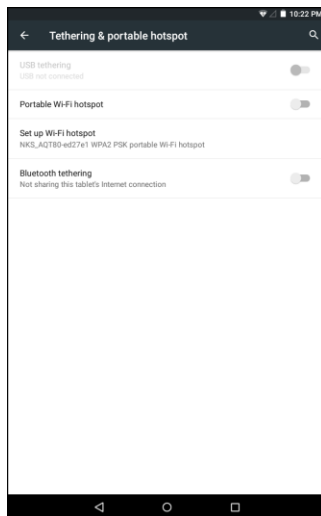 10:22 PM
Tethering & portable hotspot
USB tethering
USB not connected
Portable Wi-Fi hotspot
Set up Wi-Fi hotspot
NKS_AQT80-ed27e1 WPA2 PSK portable Wi-Fi hotspot
Bluetooth tethering
Not sharing this tablet's Internet connection